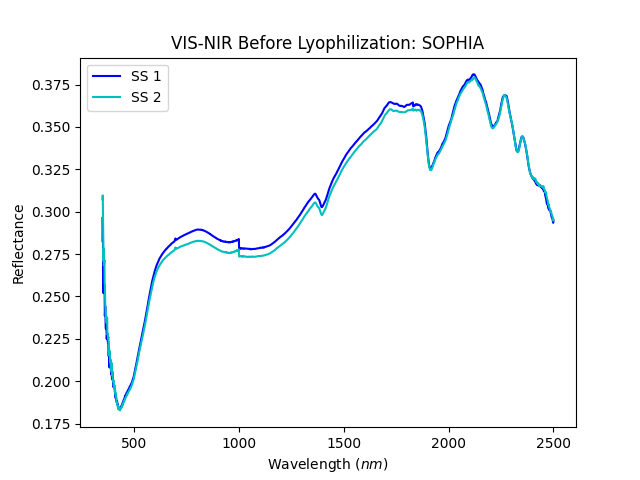 VIS-NIR Before Lyophilization: SOPHIA
SS 1
SS 2
0.375
0.350
0.325
0.300
0.275
0.250
0.225
0.200
0.175
Reflectance
500
1000
1500
2000
2500
Wavelength (nm)